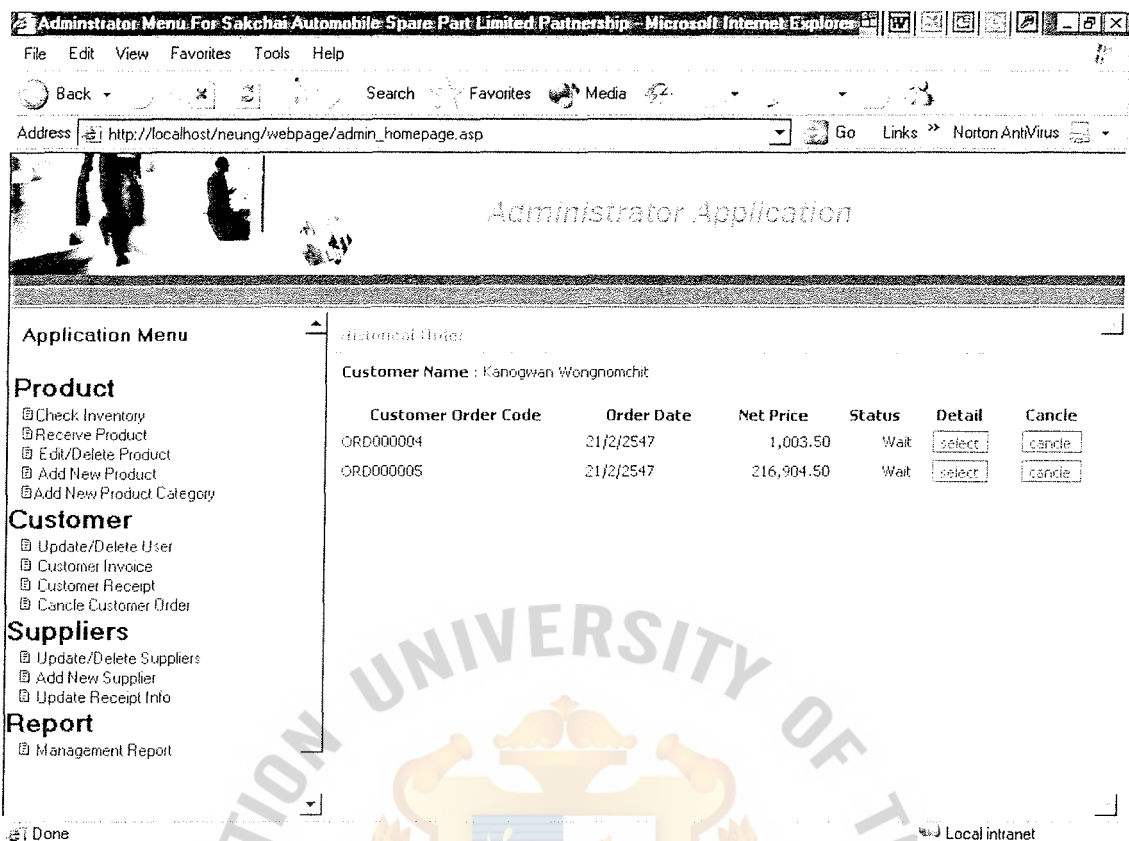 Adminstrator Menu For Sakchai Automobile Spare Part Limited Partnership - Microsoft Internet Explorer
File Edit View Favorites Tools Help
Back Search Favorites Media
Address http://localhost/neung/webpage/admin_homepage.asp Go Links » Norton AntiVirus
Administrator Application
Application Menu
Product
Check Inventory
Receive Product
Edit/Delete Product
Add New Product
Add New Product Category
Customer
Update/Delete User
Customer Invoice
Customer Receipt
Cancle Customer Order
Suppliers
Update/Delete Suppliers
Add New Supplier
Update Receipt Info
Report
Management Report
Historical Order
Customer Name : Kanogwan Wongnomchit
Customer Order Code Order Date Net Price Status Detail Cancle
ORD000004 21/2/2547 1,003.50 Wait select cancle
ORD000005 21/2/2547 216,904.50 Wait select cancle
UNIVERSITY OF
Done Local intranet